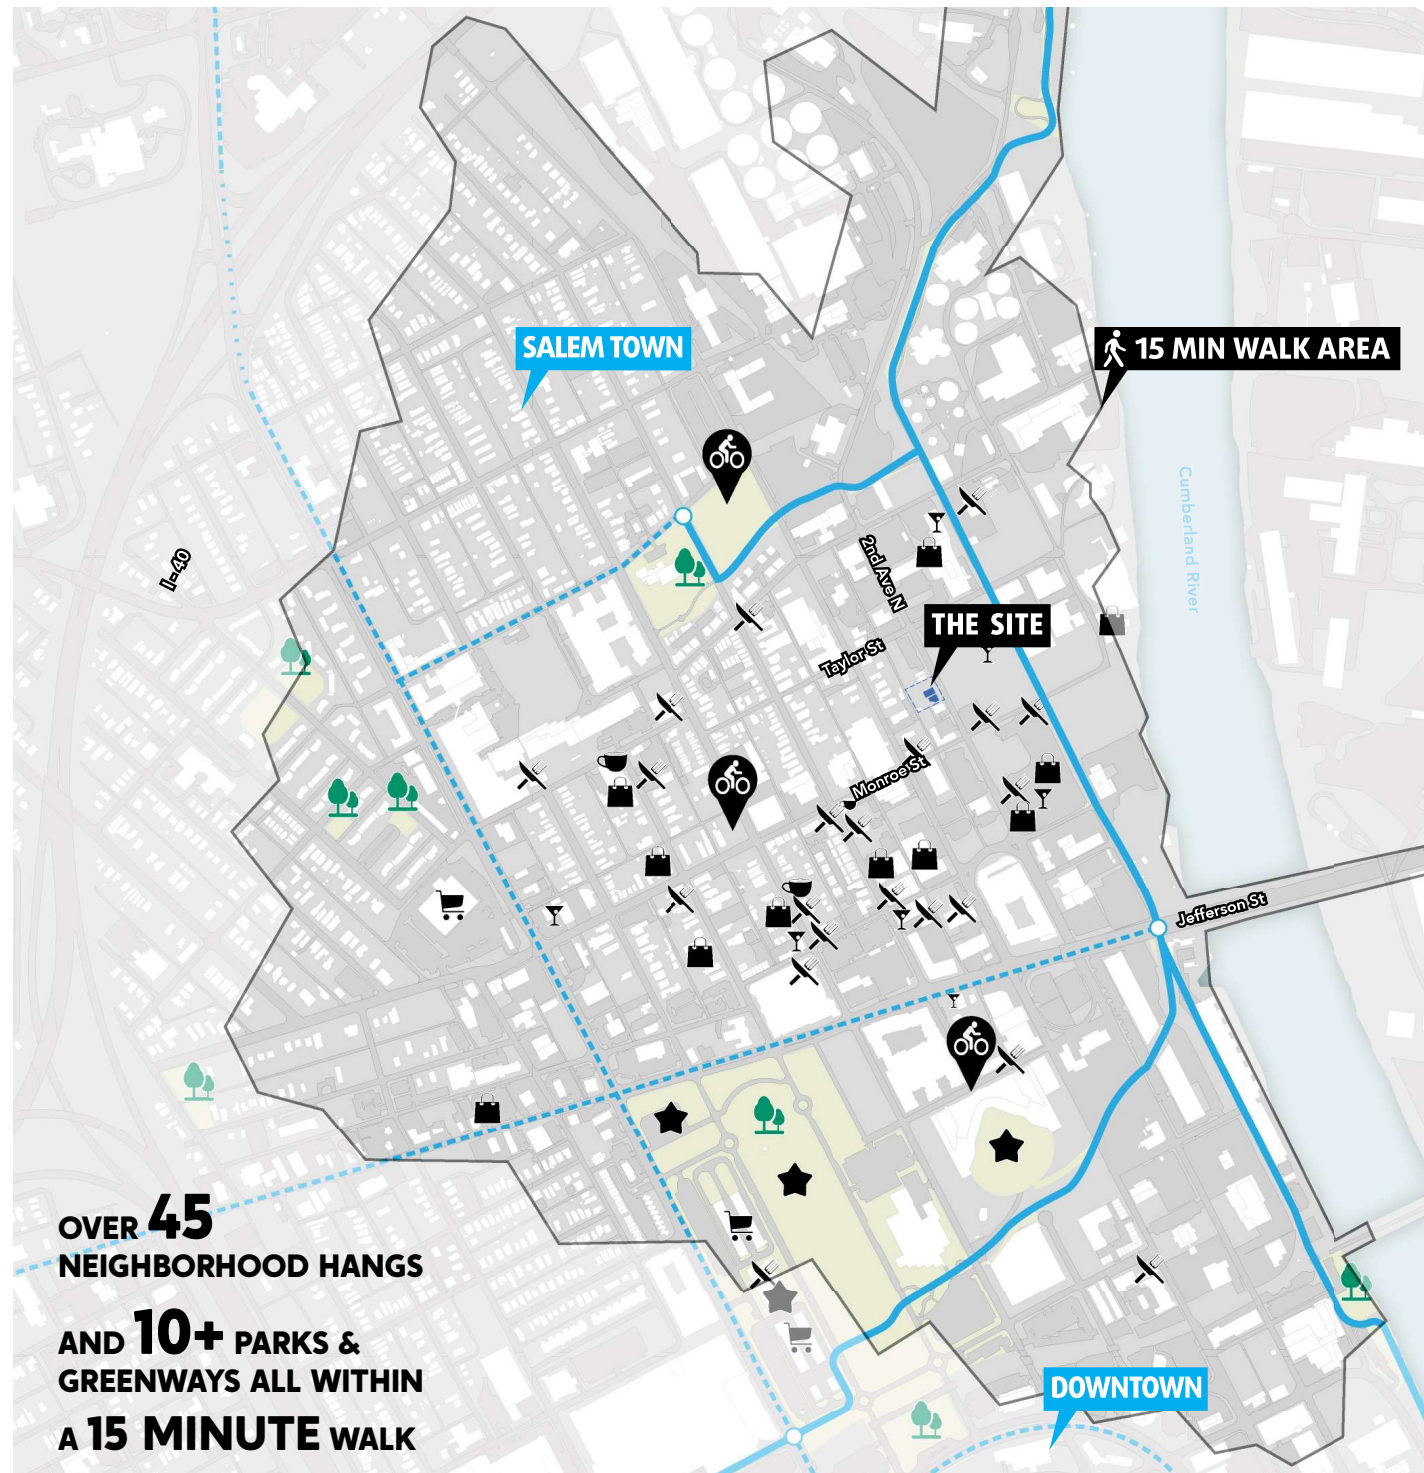 SALEM TOWN
15 MIN WALK AREA
Cumberland River
I-40
2nd Ave N
THE SITE
Taylor St
Monroe St
Jefferson St
OVER 45
NEIGHBORHOOD HANGS
AND 10+ PARKS &
GREENWAYS ALL WITHIN
A 15 MINUTE WALK
DOWNTOWN